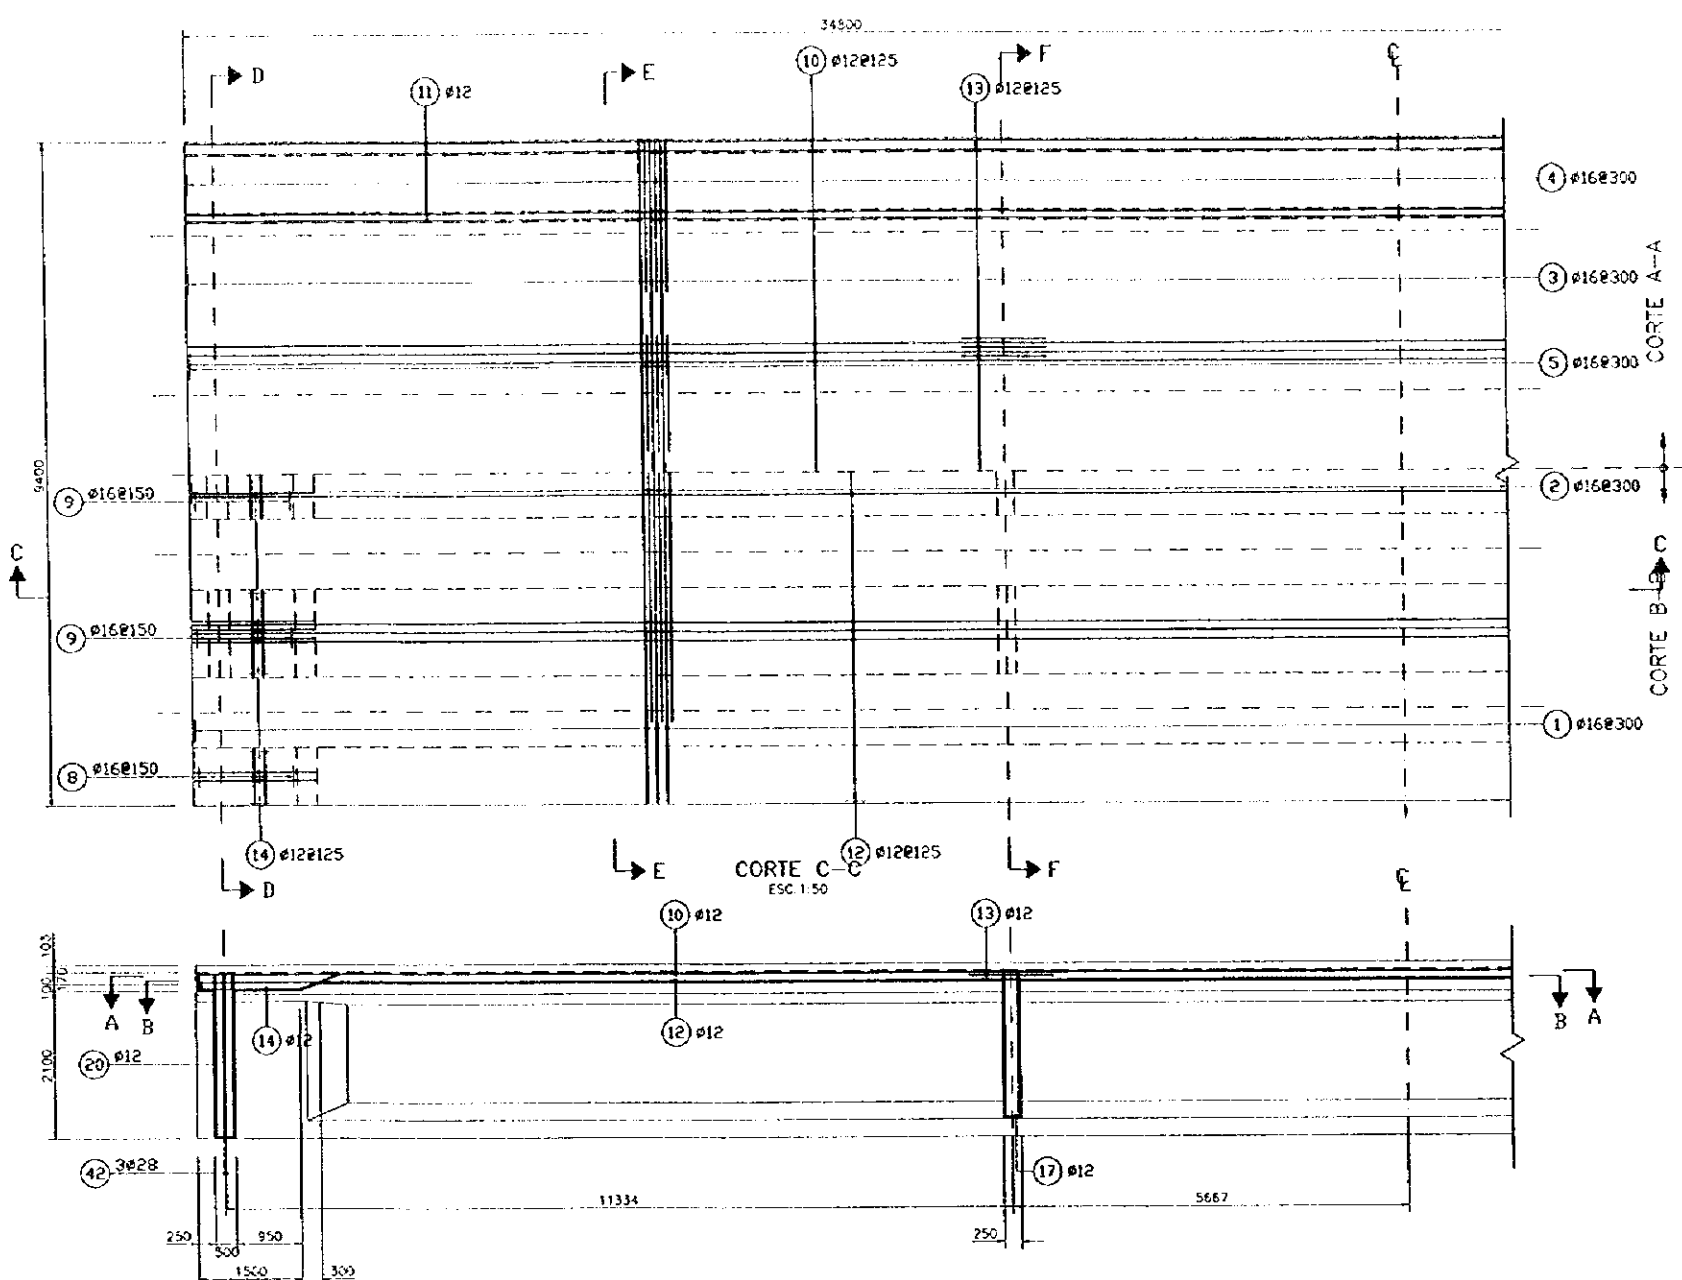 34800
D
E
10 ø12@125
F
℄
11 ø12
13 ø12@125
4 ø16@300
3 ø16@300
CORTE A-A
5 ø16@300
9400
9 ø16@150
2 ø16@300
C
C
9 ø16@150
CORTE B-B
1 ø16@300
8 ø16@150
14 ø12@125
12 ø12@125
D
E
CORTE C-C
ESC. 1:50
F
℄
10 ø12
13 ø12
103
170
100
A
B
14 ø12
12 ø12
B
A
20 ø12
2100
42 3ø28
17 ø12
11334
5667
250
300
950
250
1500
300